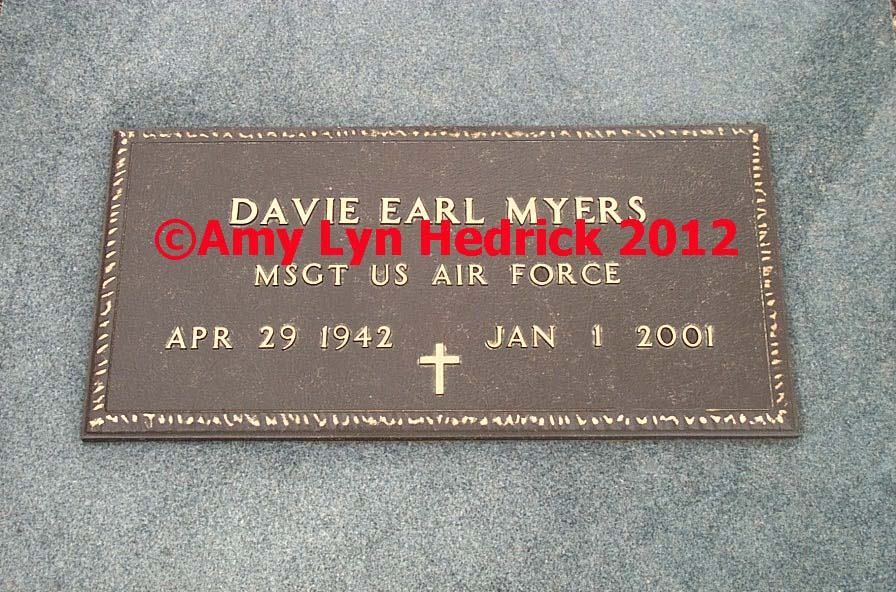 DAVIE EARL MYERS
©Amy Lyn Hedrick 2012
MSGT US AIR FORCE
APR 29 1942 JAN 1 2001